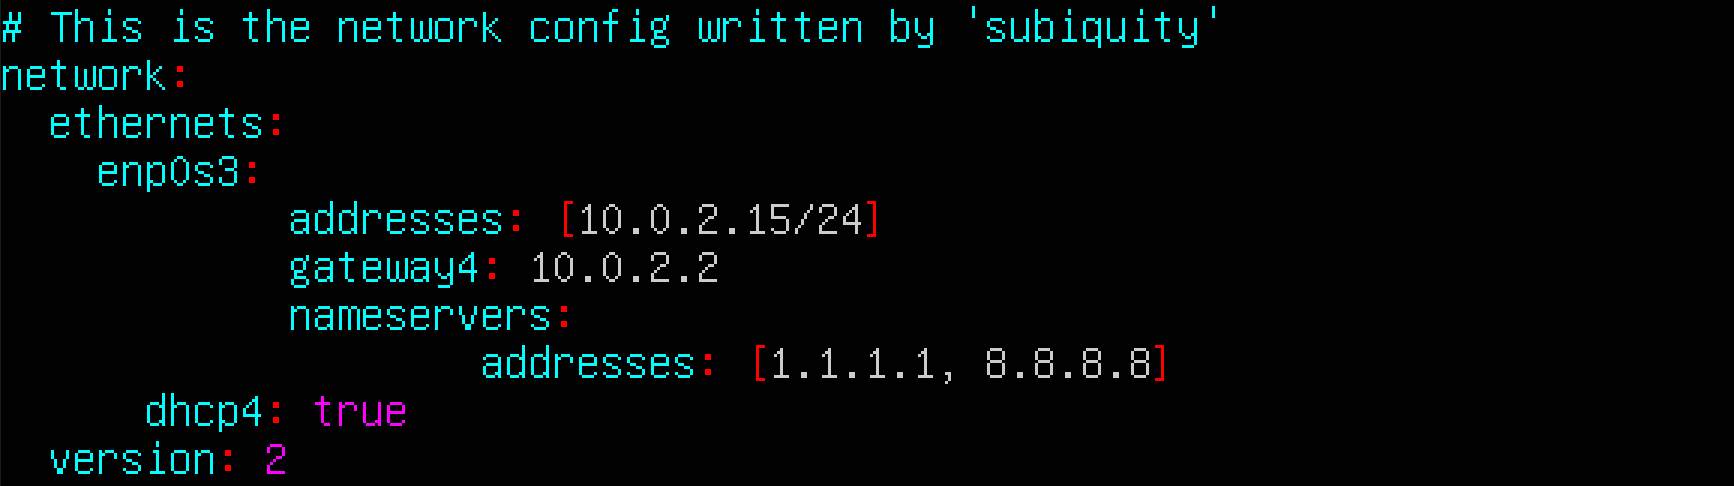 # This is the network config written by 'subiquity'
network:
  ethernets:
    enp0s3:
            addresses: [10.0.2.15/24]
            gateway4: 10.0.2.2
            nameservers:
                    addresses: [1.1.1.1, 8.8.8.8]
      dhcp4: true
  version: 2